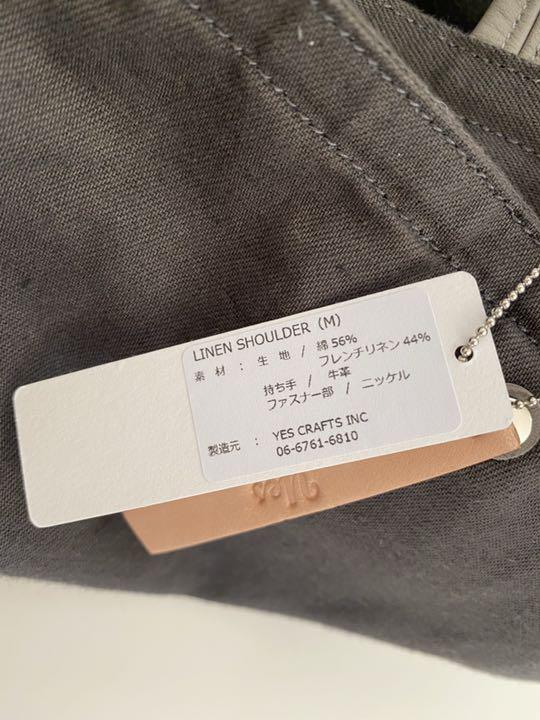 LINEN SHOULDER (M)
素 材 : 生 地 / 綿 56%
フレンチリネン 44%
持ち手 / 牛革
ファスナー部 / ニッケル
製造元 : YES CRAFTS INC
06-6761-6810
Yes